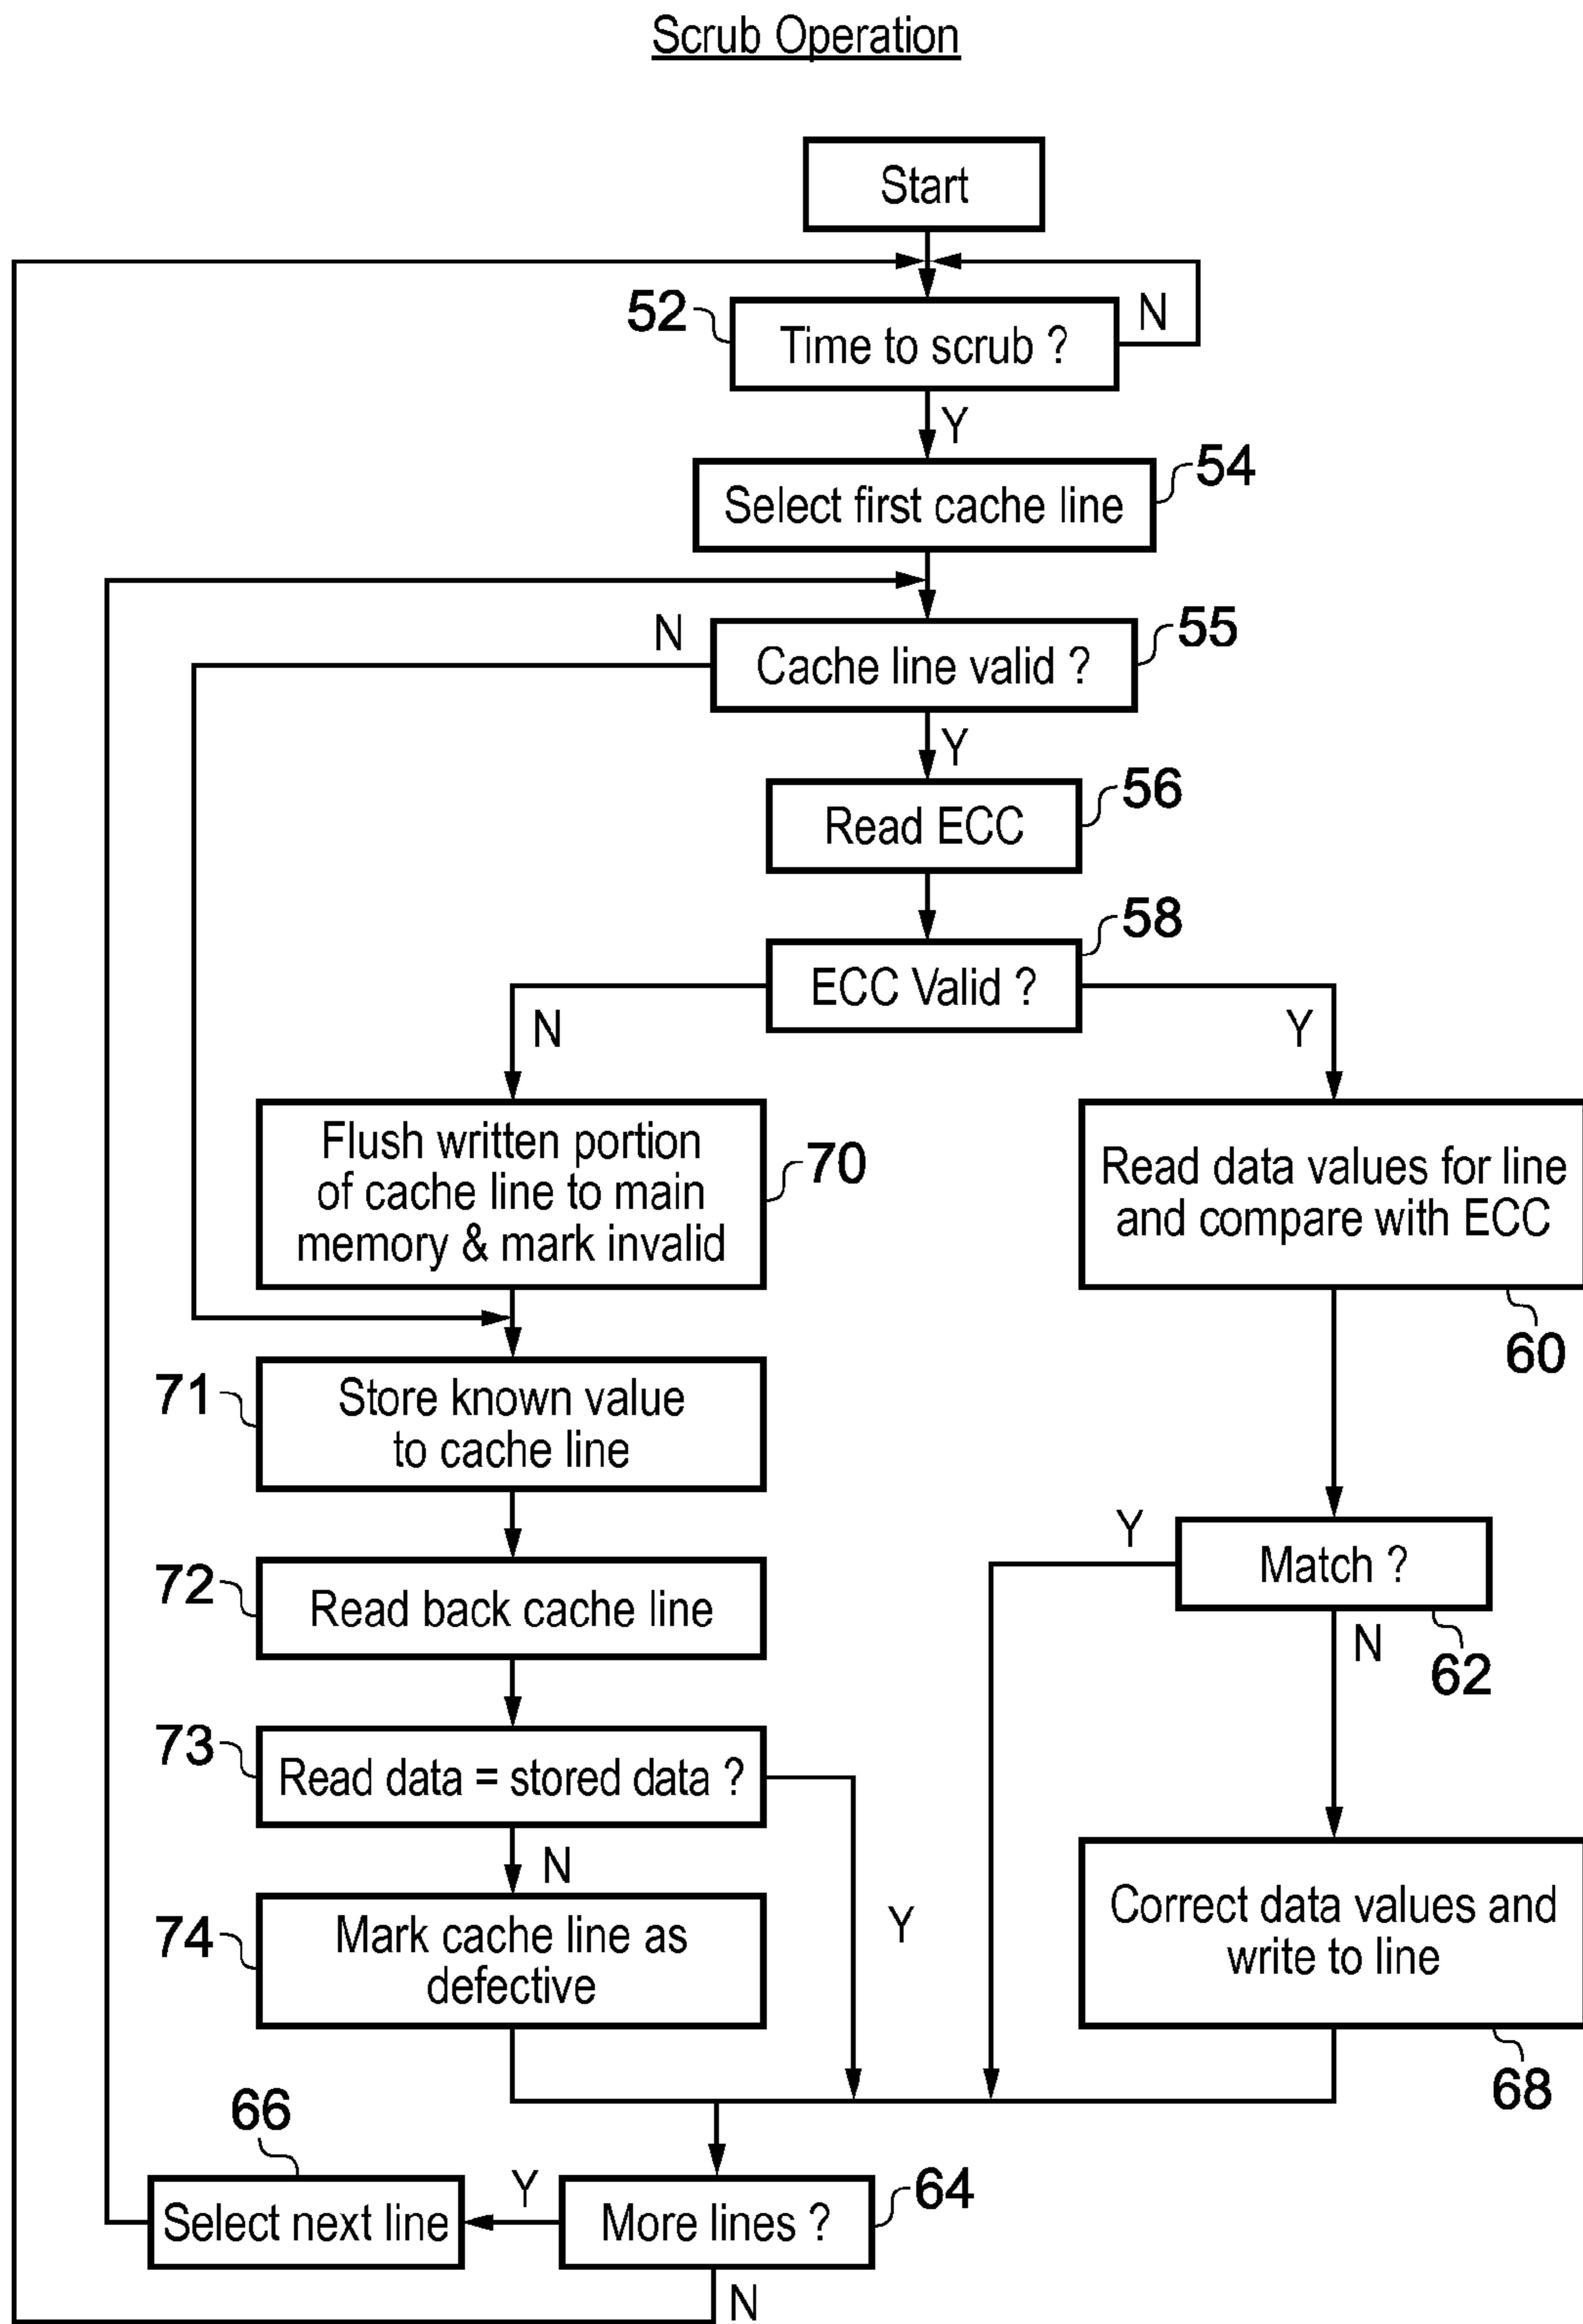 Scrub Operation
Start
52
Time to scrub ?
N
Y
54
Select first cache line
N
55
Cache line valid ?
Y
56
Read ECC
58
ECC Valid ?
N
Y
Flush written portion
of cache line to main
memory & mark invalid
70
Read data values for line
and compare with ECC
60
71
Store known value
to cache line
Y
Match ?
72
Read back cache line
N
62
73
Read data = stored data ?
N
Y
74
Mark cache line as
defective
Correct data values and
write to line
68
66
Select next line
Y
More lines ?
64
N